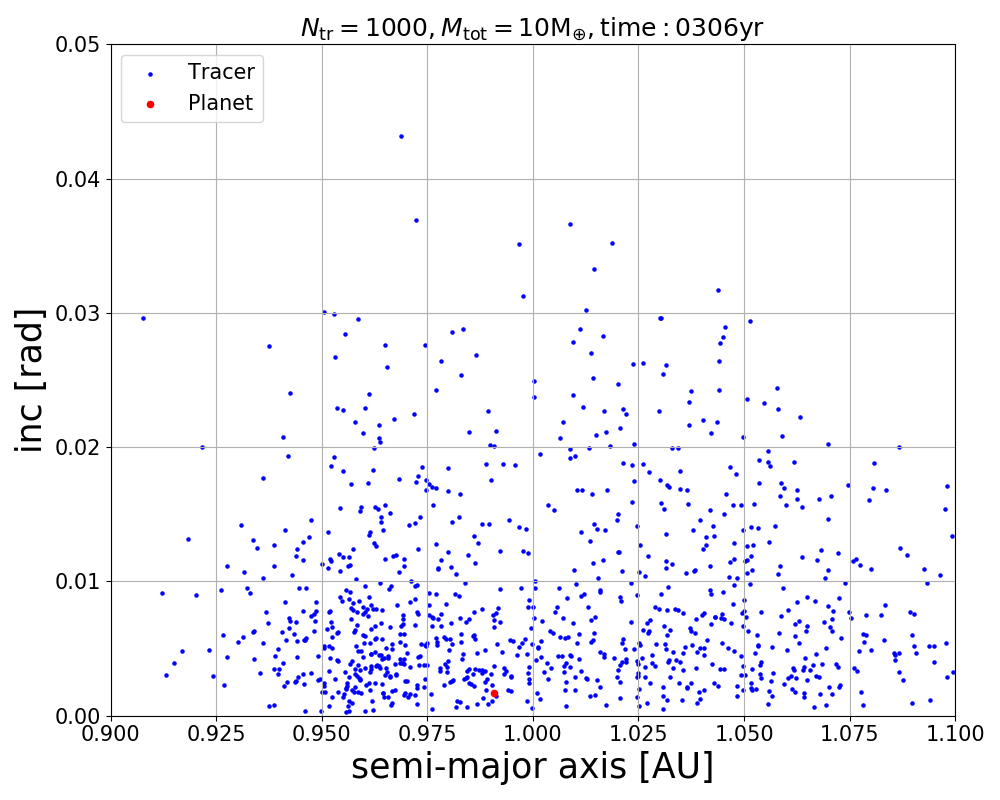 N_tr = 1000, M_tot = 10M_⊕, time : 0306yr
Tracer
Planet
0.05
0.04
0.03
0.02
0.01
0.00
inc [rad]
0.900 0.925 0.950 0.975 1.000 1.025 1.050 1.075 1.100
semi-major axis [AU]